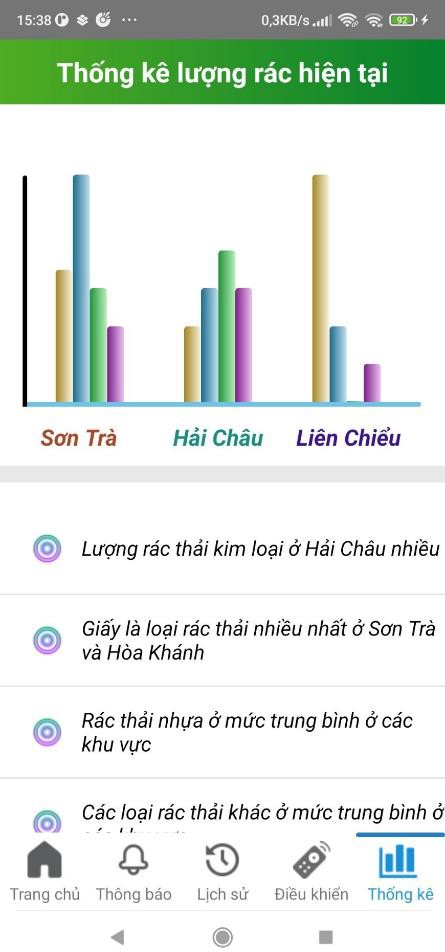 15:38 ... 0,3KB/s 92
Thống kê lượng rác hiện tại
Sơn Trà Hải Châu Liên Chiểu
Lượng rác thải kim loại ở Hải Châu nhiều
Giấy là loại rác thải nhiều nhất ở Sơn Trà
và Hòa Khánh
Rác thải nhựa ở mức trung bình ở các
khu vực
Các loại rác thải khác ở mức trung bình ở
Trang chủ Thông báo Lịch sử Điều khiển Thống kê